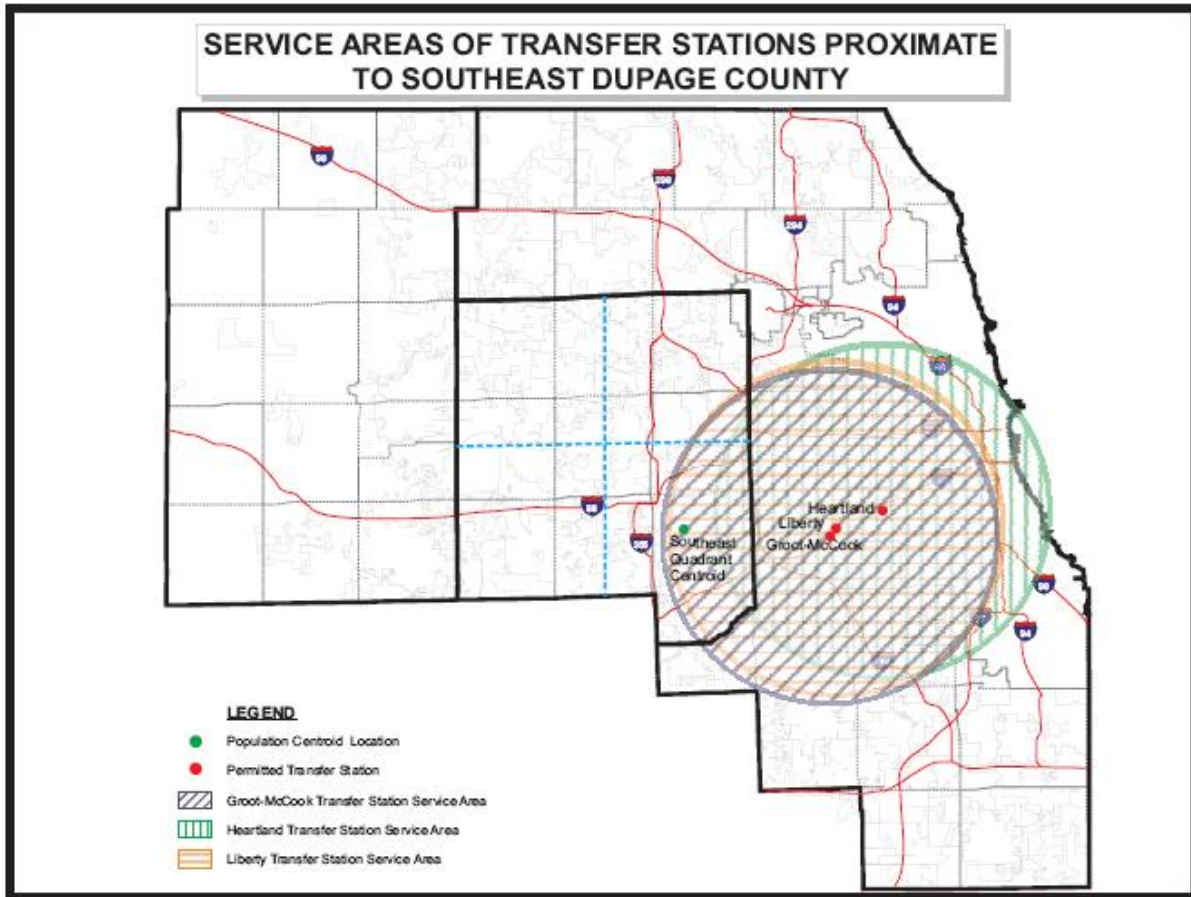 SERVICE AREAS OF TRANSFER STATIONS PROXIMATE
TO SOUTHEAST DUPAGE COUNTY
90
290
294
94
Heartland
Liberty
Groot-McCook
88
355
Southeast
Quadrant
Centroid
90
94
LEGEND
Population Centroid Location
Permitted Transfer Station
Groot-McCook Transfer Station Service Area
Heartland Transfer Station Service Area
Liberty Transfer Station Service Area